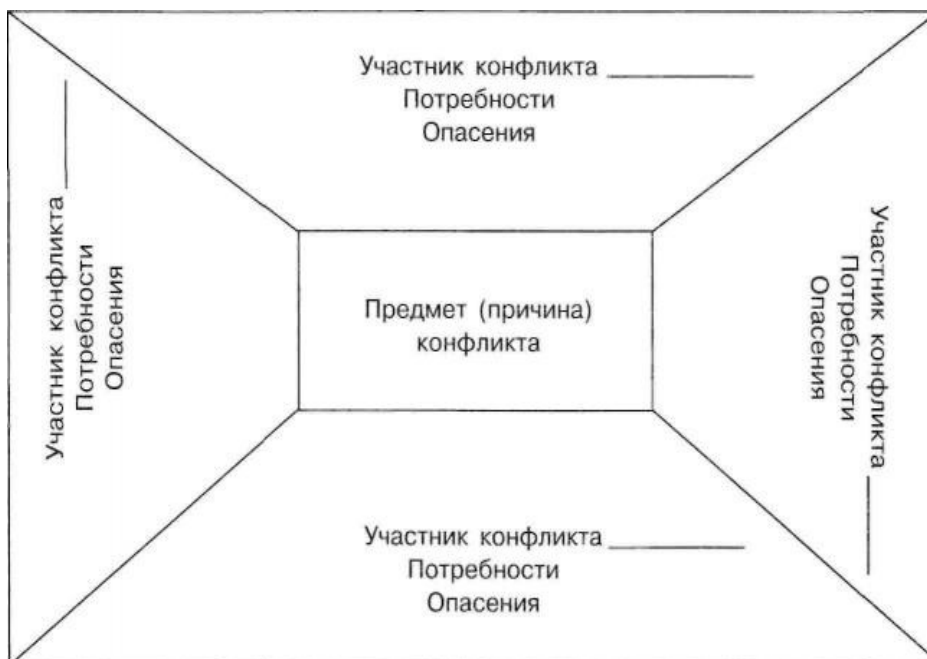 Участник конфликта
Потребности
Опасения
Участник конфликта
Потребности
Опасения
Предмет (причина)
конфликта
Участник конфликта
Потребности
Опасения
Участник конфликта
Потребности
Опасения